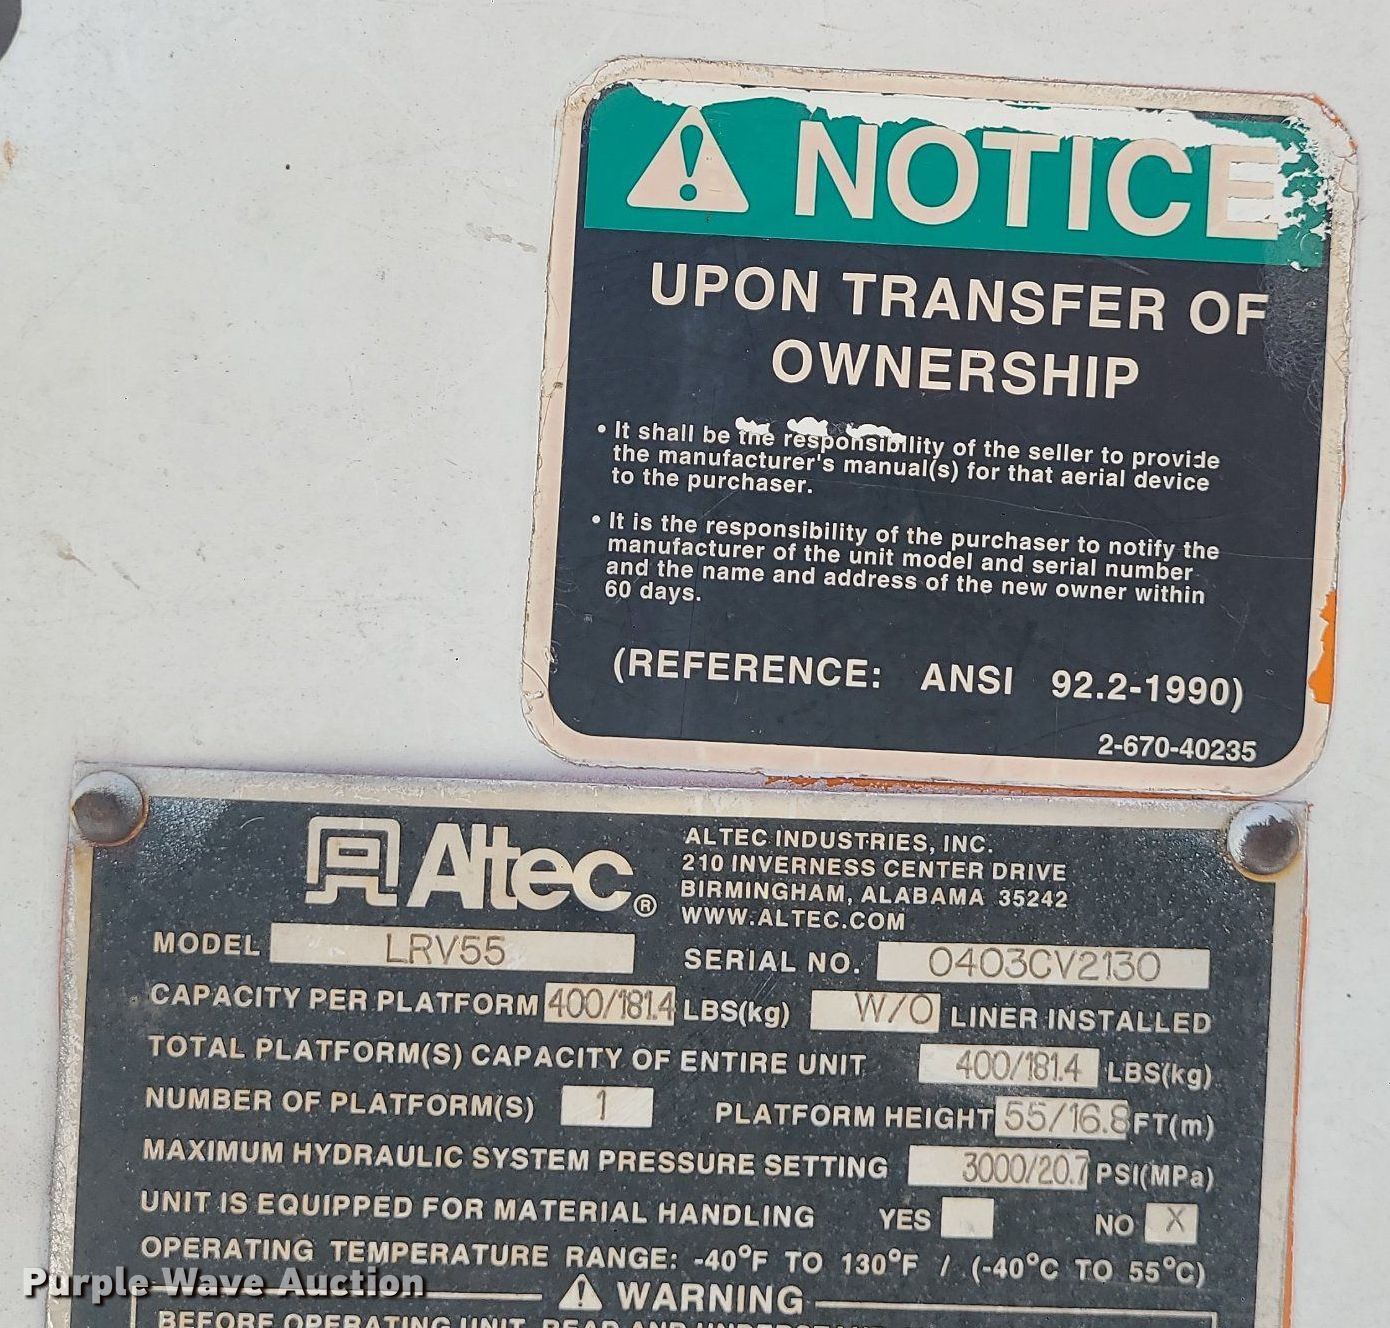 NOTICE
UPON TRANSFER OF
OWNERSHIP
• It shall be the responsibility of the seller to provide
the manufacturer's manual(s) for that aerial device
to the purchaser.
• It is the responsibility of the purchaser to notify the
manufacturer of the unit model and serial number
and the name and address of the new owner within
60 days.
(REFERENCE: ANSI 92.2-1990)
2-670-40235
Altec®
ALTEC INDUSTRIES, INC.
210 INVERNESS CENTER DRIVE
BIRMINGHAM, ALABAMA 35242
WWW.ALTEC.COM
MODEL LRV55 SERIAL NO. 0403CV2130
CAPACITY PER PLATFORM 400/181.4 LBS(kg) W/O LINER INSTALLED
TOTAL PLATFORM(S) CAPACITY OF ENTIRE UNIT 400/181.4 LBS(kg)
NUMBER OF PLATFORM(S) 1 PLATFORM HEIGHT 55/16.8 FT(m)
MAXIMUM HYDRAULIC SYSTEM PRESSURE SETTING 3000/20.7 PSI(MPa)
UNIT IS EQUIPPED FOR MATERIAL HANDLING YES NO X
OPERATING TEMPERATURE RANGE: -40°F TO 130°F / (-40°C TO 55°C)
WARNING
BEFORE OPERATING UNIT, READ AND
Purple Wave Auction